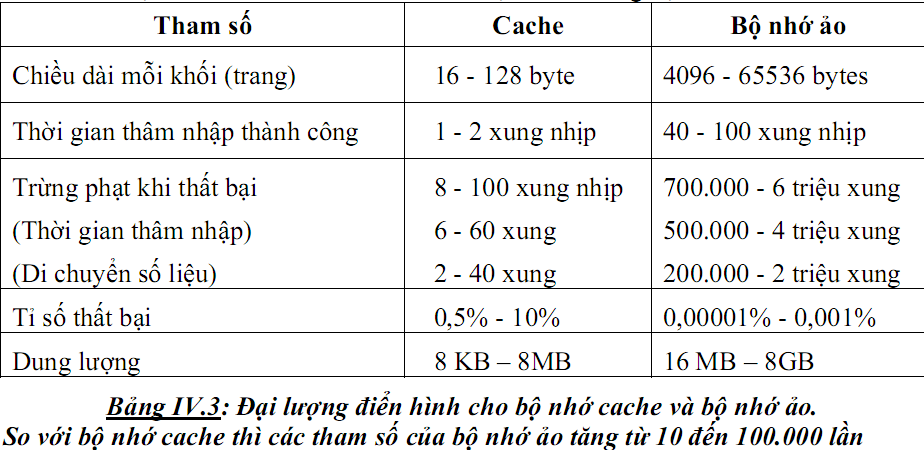 Tham số Cache Bộ nhớ ảo
Chiều dài mỗi khối (trang) 16 - 128 byte 4096 - 65536 bytes
Thời gian thâm nhập thành công 1 - 2 xung nhịp 40 - 100 xung nhịp
Trừng phạt khi thất bại 8 - 100 xung nhịp 700.000 - 6 triệu xung
(Thời gian thâm nhập) 6 - 60 xung 500.000 - 4 triệu xung
(Di chuyển số liệu) 2 - 40 xung 200.000 - 2 triệu xung
Tỉ số thất bại 0,5% - 10% 0,00001% - 0,001%
Dung lượng 8 KB – 8MB 16 MB – 8GB
Bảng IV.3: Đại lượng điển hình cho bộ nhớ cache và bộ nhớ ảo.
So với bộ nhớ cache thì các tham số của bộ nhớ ảo tăng từ 10 đến 100.000 lần